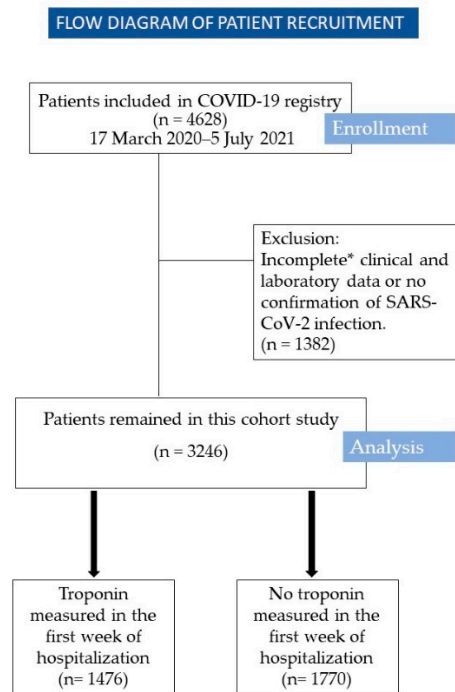 FLOW DIAGRAM OF PATIENT RECRUITMENT
Patients included in COVID-19 registry
(n = 4628)
17 March 2020–5 July 2021
Enrollment
Exclusion:
Incomplete* clinical and
laboratory data or no
confirmation of SARS-
CoV-2 infection.
(n = 1382)
Patients remained in this cohort study
(n = 3246)
Analysis
Troponin
measured in the
first week of
hospitalization
(n= 1476)
No troponin
measured in the
first week of
hospitalization
(n= 1770)